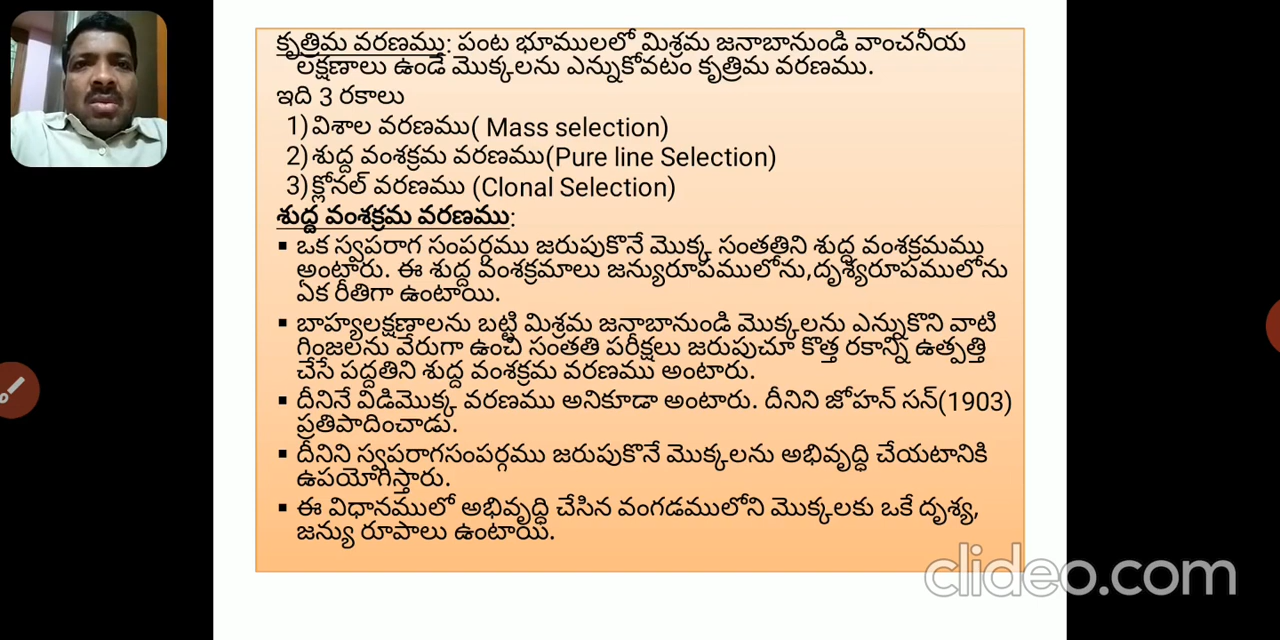 కృత్రిమ వరణము: పంట భూములలో మిశ్రమ జనాబానుండి వాంచనీయ
లక్షణాలు ఉండే మొక్కలను ఎన్నుకోవటం కృత్రిమ వరణము.
ఇది 3 రకాలు
1)విశాల వరణము( Mass selection)
2)శుద్ధ వంశక్రమ వరణము(Pure line Selection)
3)క్లోనల్ వరణము (Clonal Selection)
శుద్ధ వంశక్రమ వరణము:
▪ ఒక స్వపరాగ సంపర్గము జరుపుకొనే మొక్క సంతతిని శుద్ధ వంశక్రమము
అంటారు. ఈ శుద్ధ వంశక్రమాలు జన్యురూపములోను,దృశ్యరూపములోను
ఏక రీతిగా ఉంటాయి.
▪ బాహ్యలక్షణాలను బట్టి మిశ్రమ జనాబానుండి మొక్కలను ఎన్నుకొని వాటి
గింజలను వేరుగా ఉంచి సంతతి పరీక్షలు జరుపుచూ కొత్త రకాన్ని ఉత్పత్తి
చేసే పద్దతిని శుద్ధ వంశక్రమ వరణము అంటారు.
▪ దీనినే విడిమొక్క వరణము అనికూడా అంటారు. దీనిని జోహన్ సన్(1903)
ప్రతిపాదించాడు.
▪ దీనిని స్వపరాగసంపర్గము జరుపుకొనే మొక్కలను అభివృద్ధి చేయటానికి
ఉపయోగిస్తారు.
▪ ఈ విధానములో అభివృద్ధి చేసిన వంగడములోని మొక్కలకు ఒకే దృశ్య,
జన్యు రూపాలు ఉంటాయి.
clideo.com